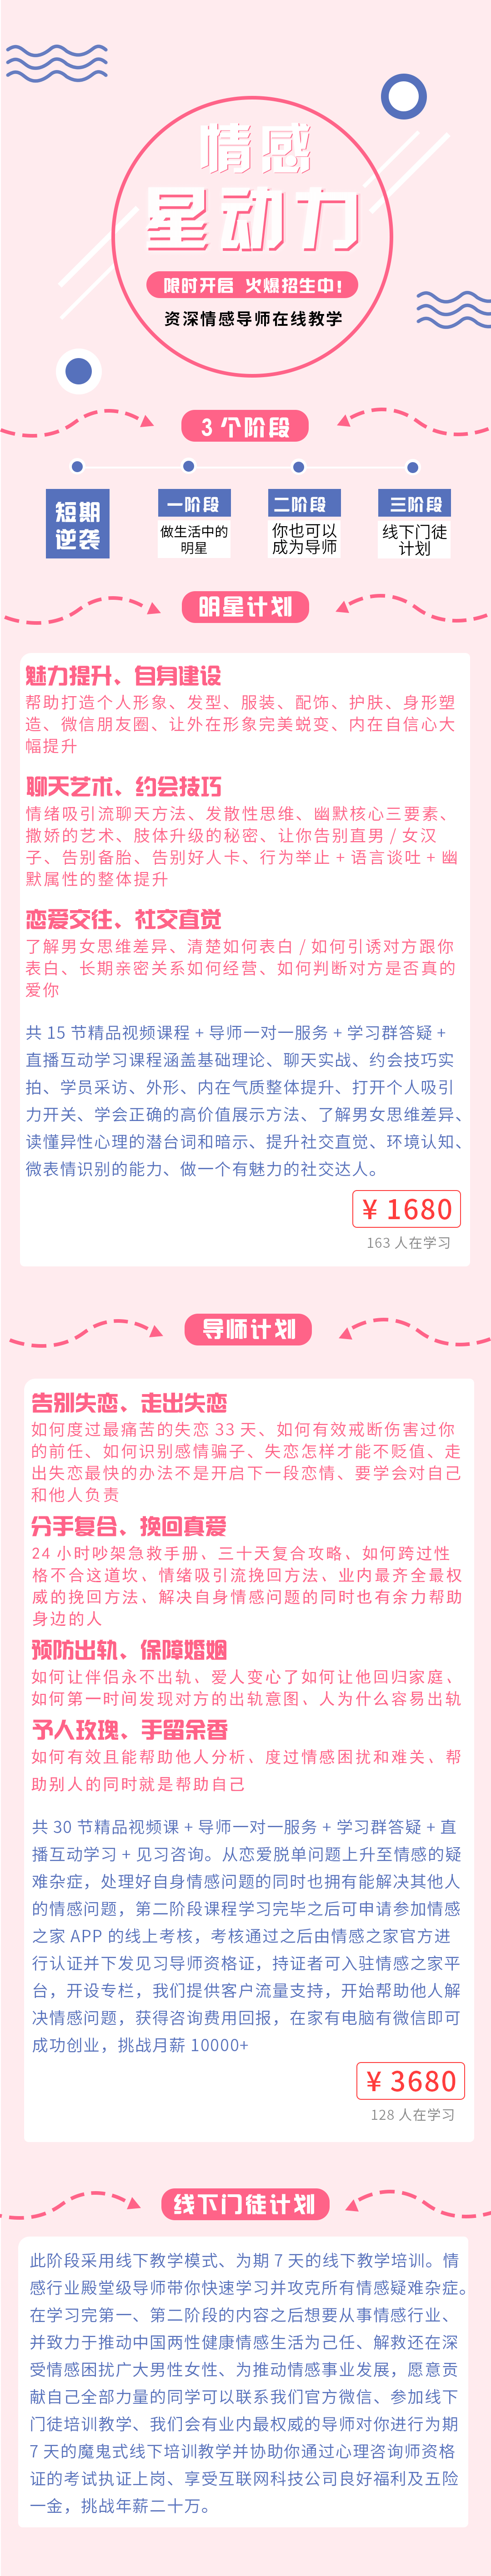 情感
星动力
限时开启 火爆招生中！
资深情感导师在线教学
3 个阶段
短期
逆袭
一阶段
做生活中的
明星
二阶段
你也可以
成为导师
三阶段
线下门徒
计划
明星计划
魅力提升、自身建设
帮助打造个人形象、发型、服装、配饰、护肤、身形塑
造、微信朋友圈、让外在形象完美蜕变、内在自信心大
幅提升
聊天艺术、约会技巧
情绪吸引流聊天方法、发散性思维、幽默核心三要素、
撒娇的艺术、肢体升级的秘密、让你告别直男 / 女汉
子、告别备胎、告别好人卡、行为举止 + 语言谈吐 + 幽
默属性的整体提升
恋爱交往、社交直觉
了解男女思维差异、清楚如何表白 / 如何引诱对方跟你
表白、长期亲密关系如何经营、如何判断对方是否真的
爱你
共 15 节精品视频课程 + 导师一对一服务 + 学习群答疑 +
直播互动学习课程涵盖基础理论、聊天实战、约会技巧实
拍、学员采访、外形、内在气质整体提升、打开个人吸引
力开关、学会正确的高价值展示方法、了解男女思维差异、
读懂异性心理的潜台词和暗示、提升社交直觉、环境认知、
微表情识别的能力、做一个有魅力的社交达人。
¥ 1680
163 人在学习
导师计划
告别失恋、走出失恋
如何度过最痛苦的失恋 33 天、如何有效戒断伤害过你
的前任、如何识别感情骗子、失恋怎样才能不贬值、走
出失恋最快的办法不是开启下一段恋情、要学会对自己
和他人负责
分手复合、挽回真爱
24 小时吵架急救手册、三十天复合攻略、如何跨过性
格不合这道坎、情绪吸引流挽回方法、业内最齐全最权
威的挽回方法、解决自身情感问题的同时也有余力帮助
身边的人
预防出轨、保障婚姻
如何让伴侣永不出轨、爱人变心了如何让他回归家庭、
如何第一时间发现对方的出轨意图、人为什么容易出轨
予人玫瑰、手留余香
如何有效且能帮助他人分析、度过情感困扰和难关、帮
助别人的同时就是帮助自己
共 30 节精品视频课 + 导师一对一服务 + 学习群答疑 + 直
播互动学习 + 见习咨询。从恋爱脱单问题上升至情感的疑
难杂症，处理好自身情感问题的同时也拥有能解决其他人
的情感问题，第二阶段课程学习完毕之后可申请参加情感
之家 APP 的线上考核，考核通过之后由情感之家官方进
行认证并下发见习导师资格证，持证者可入驻情感之家平
台，开设专栏，我们提供客户流量支持，开始帮助他人解
决情感问题，获得咨询费用回报，在家有电脑有微信即可
成功创业，挑战月薪 10000+
¥ 3680
128 人在学习
线下门徒计划
此阶段采用线下教学模式、为期 7 天的线下教学培训。情
感行业殿堂级导师带你快速学习并攻克所有情感疑难杂症。
在学习完第一、第二阶段的内容之后想要从事情感行业、
并致力于推动中国两性健康情感生活为己任、解救还在深
受情感困扰广大男性女性、为推动情感事业发展，愿意贡
献自己全部力量的同学可以联系我们官方微信、参加线下
门徒培训教学、我们会有业内最权威的导师对你进行为期
7 天的魔鬼式线下培训教学并协助你通过心理咨询师资格
证的考试执证上岗、享受互联网科技公司良好福利及五险
一金，挑战年薪二十万。